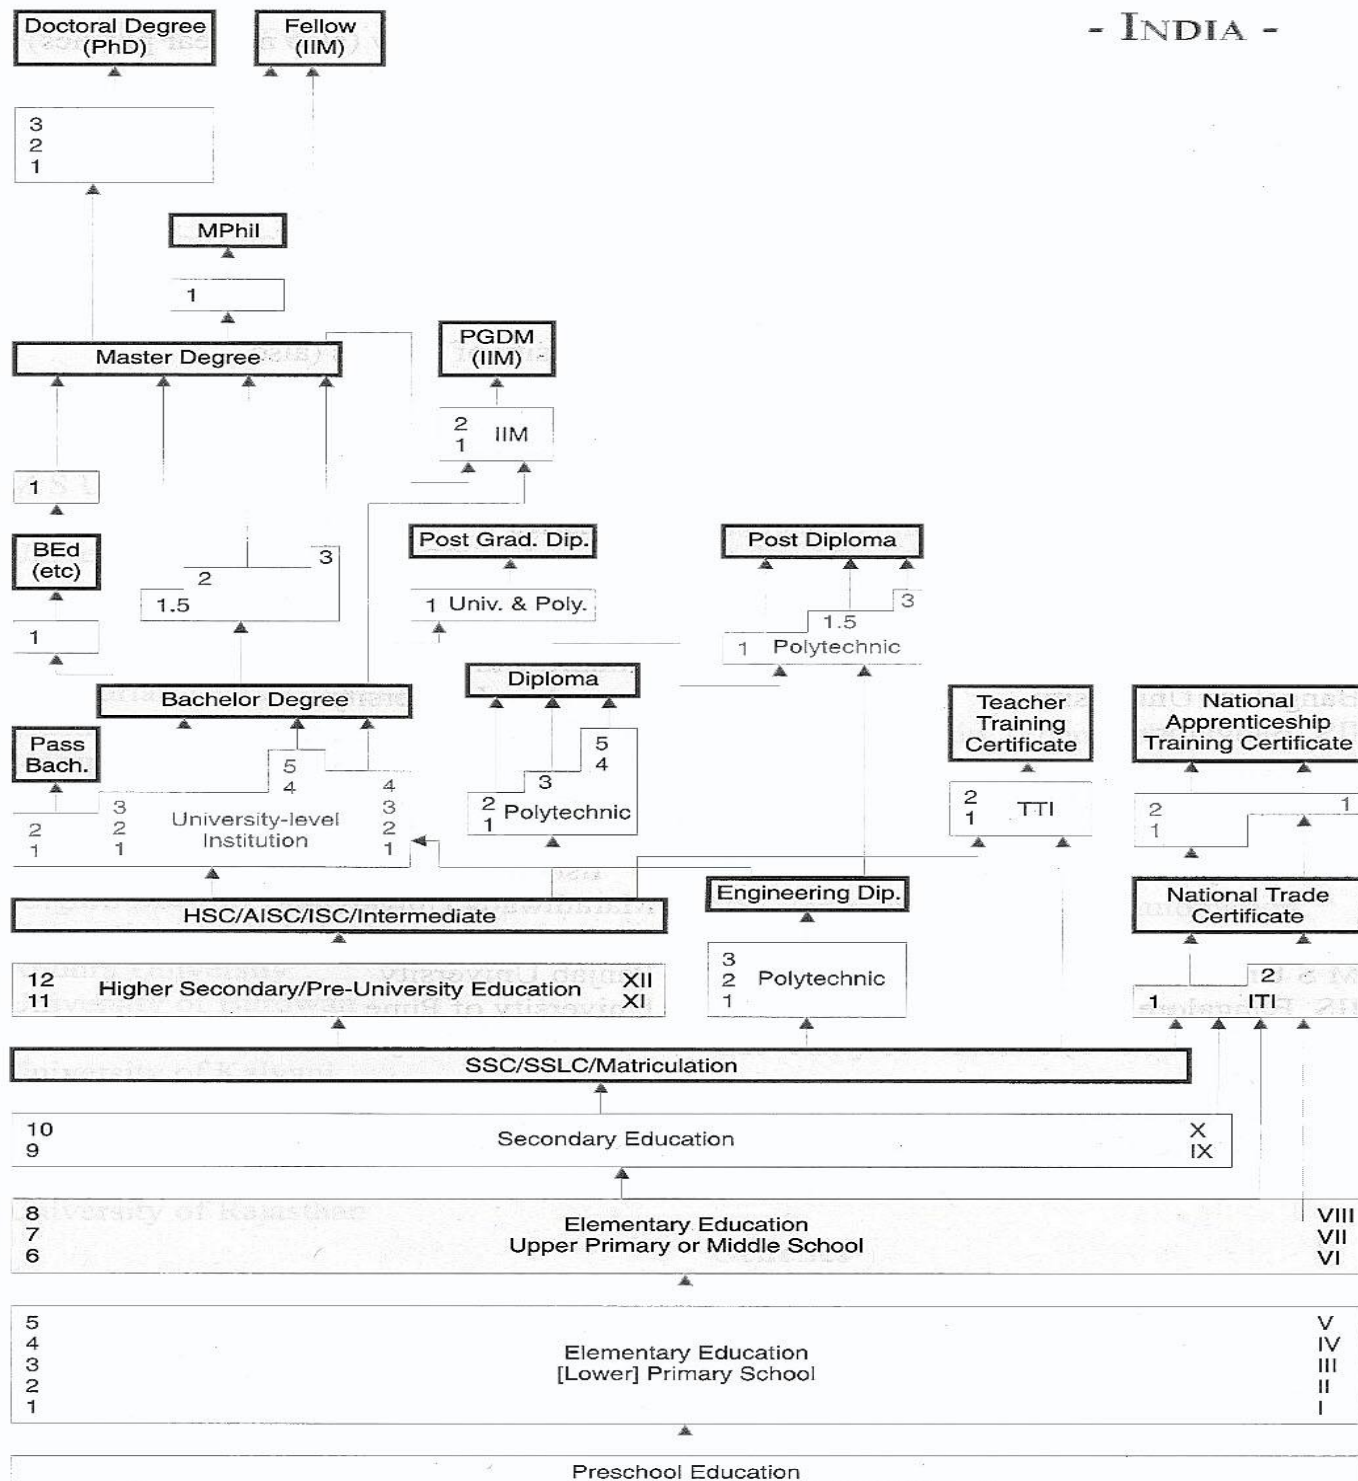 - INDIA -
Doctoral Degree
(PhD)
Fellow
(IIM)
3
2
1
MPhil
1
Master Degree
PGDM
(IIM)
2
1
IIM
1
BEd
(etc)
1
3
2
1.5
Post Grad. Dip.
1 Univ. & Poly.
Post Diploma
3
1.5
1 Polytechnic
Bachelor Degree
Diploma
Pass
Bach.
2
1
5
4
3
2
1
4
3
2
1
University-level
Institution
5
4
3
2
1
Polytechnic
Teacher
Training
Certificate
2
1
TTI
National
Apprenticeship
Training Certificate
2
1
1
HSC/AISC/ISC/Intermediate
Engineering Dip.
National Trade
Certificate
12
11
Higher Secondary/Pre-University Education
XII
XI
3
2
1
Polytechnic
2
1
ITI
SSC/SSLC/Matriculation
10
9
Secondary Education
X
IX
8
7
6
Elementary Education
Upper Primary or Middle School
VIII
VII
VI
5
4
3
2
1
Elementary Education
[Lower] Primary School
V
IV
III
II
I
Preschool Education